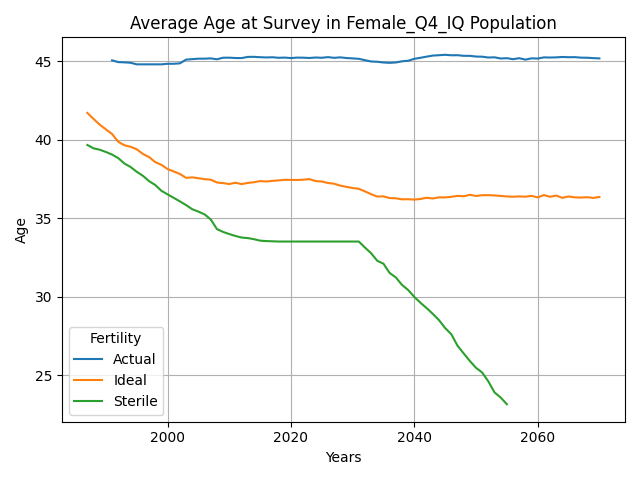 Average Age at Survey in Female_Q4_IQ Population
45
40
35
30
25
Age
Fertility
Actual
Ideal
Sterile
2000 2020 2040 2060
Years